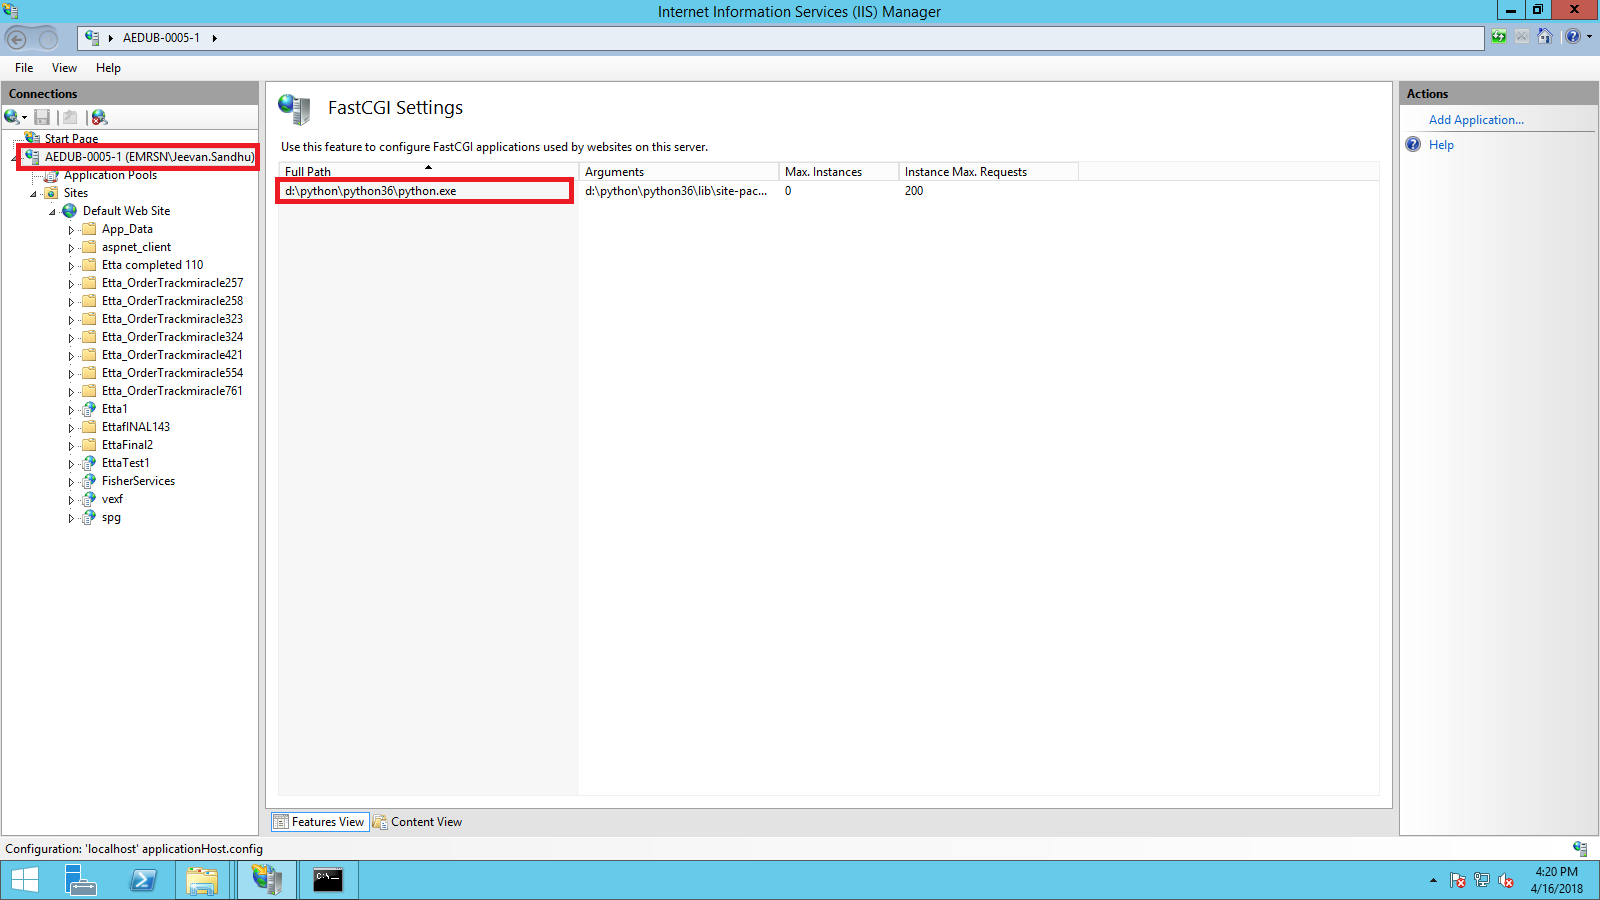 Internet Information Services (IIS) Manager
AEDUB-0005-1
File View Help
Connections
Start Page
AEDUB-0005-1 (EMRSN\Jeevan.Sandhu)
Application Pools
Sites
Default Web Site
App_Data
aspnet_client
Etta completed 110
Etta_OrderTrackmiracle257
Etta_OrderTrackmiracle258
Etta_OrderTrackmiracle323
Etta_OrderTrackmiracle324
Etta_OrderTrackmiracle421
Etta_OrderTrackmiracle554
Etta_OrderTrackmiracle761
Etta1
EttafINAL143
EttaFinal2
EttaTest1
FisherServices
vexf
spg
FastCGI Settings
Use this feature to configure FastCGI applications used by websites on this server.
Full Path Arguments Max. Instances Instance Max. Requests
d:\python\python36\python.exe d:\python\python36\lib\site-pac... 0 200
Features View Content View
Actions
Add Application...
Help
Configuration: 'localhost' applicationHost.config
4:20 PM
4/16/2018